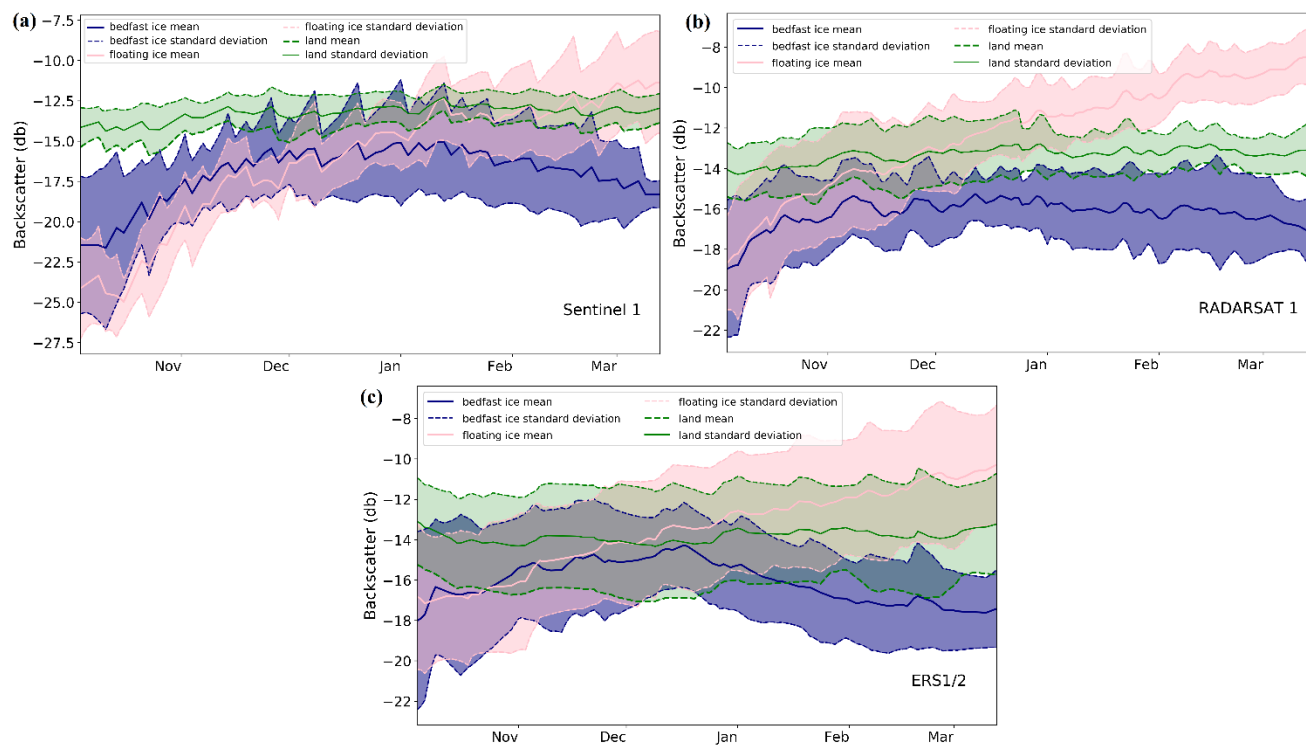 (a)
bedfast ice mean
bedfast ice standard deviation
floating ice mean
floating ice standard deviation
land mean
land standard deviation
Backscatter (db)
−7.5
−10.0
−12.5
−15.0
−17.5
−20.0
−22.5
−25.0
−27.5
Sentinel 1
Nov Dec Jan Feb Mar
(b)
bedfast ice mean
bedfast ice standard deviation
floating ice mean
floating ice standard deviation
land mean
land standard deviation
Backscatter (db)
−8
−10
−12
−14
−16
−18
−20
−22
RADARSAT 1
Nov Dec Jan Feb Mar
(c)
bedfast ice mean
bedfast ice standard deviation
floating ice mean
floating ice standard deviation
land mean
land standard deviation
Backscatter (db)
−8
−10
−12
−14
−16
−18
−20
−22
ERS1/2
Nov Dec Jan Feb Mar